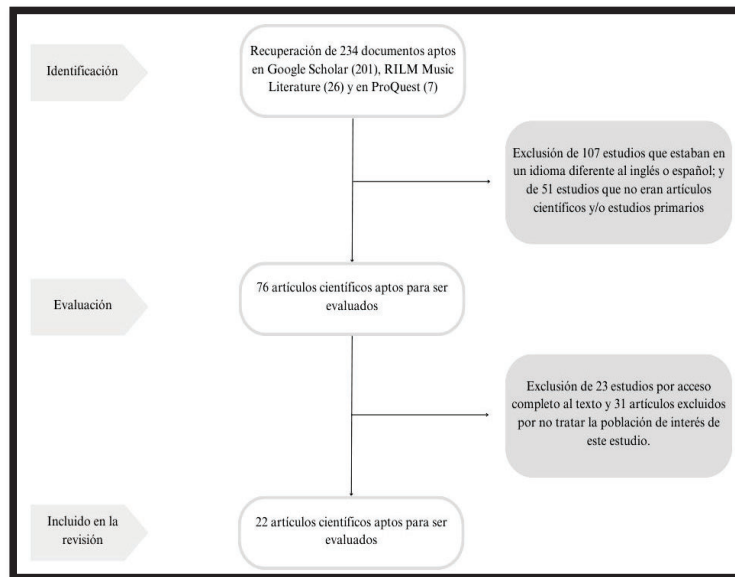 Identificación
Recuperación de 234 documentos aptos
en Google Scholar (201), RILM Music
Literature (26) y en ProQuest (7)
Exclusión de 107 estudios que estaban en
un idioma diferente al inglés o español; y
de 51 estudios que no eran artículos
científicos y/o estudios primarios
Evaluación
76 artículos científicos aptos para ser
evaluados
Exclusión de 23 estudios por acceso
completo al texto y 31 artículos excluidos
por no tratar la población de interés de
este estudio.
Incluido en la
revisión
22 artículos científicos aptos para ser
evaluados